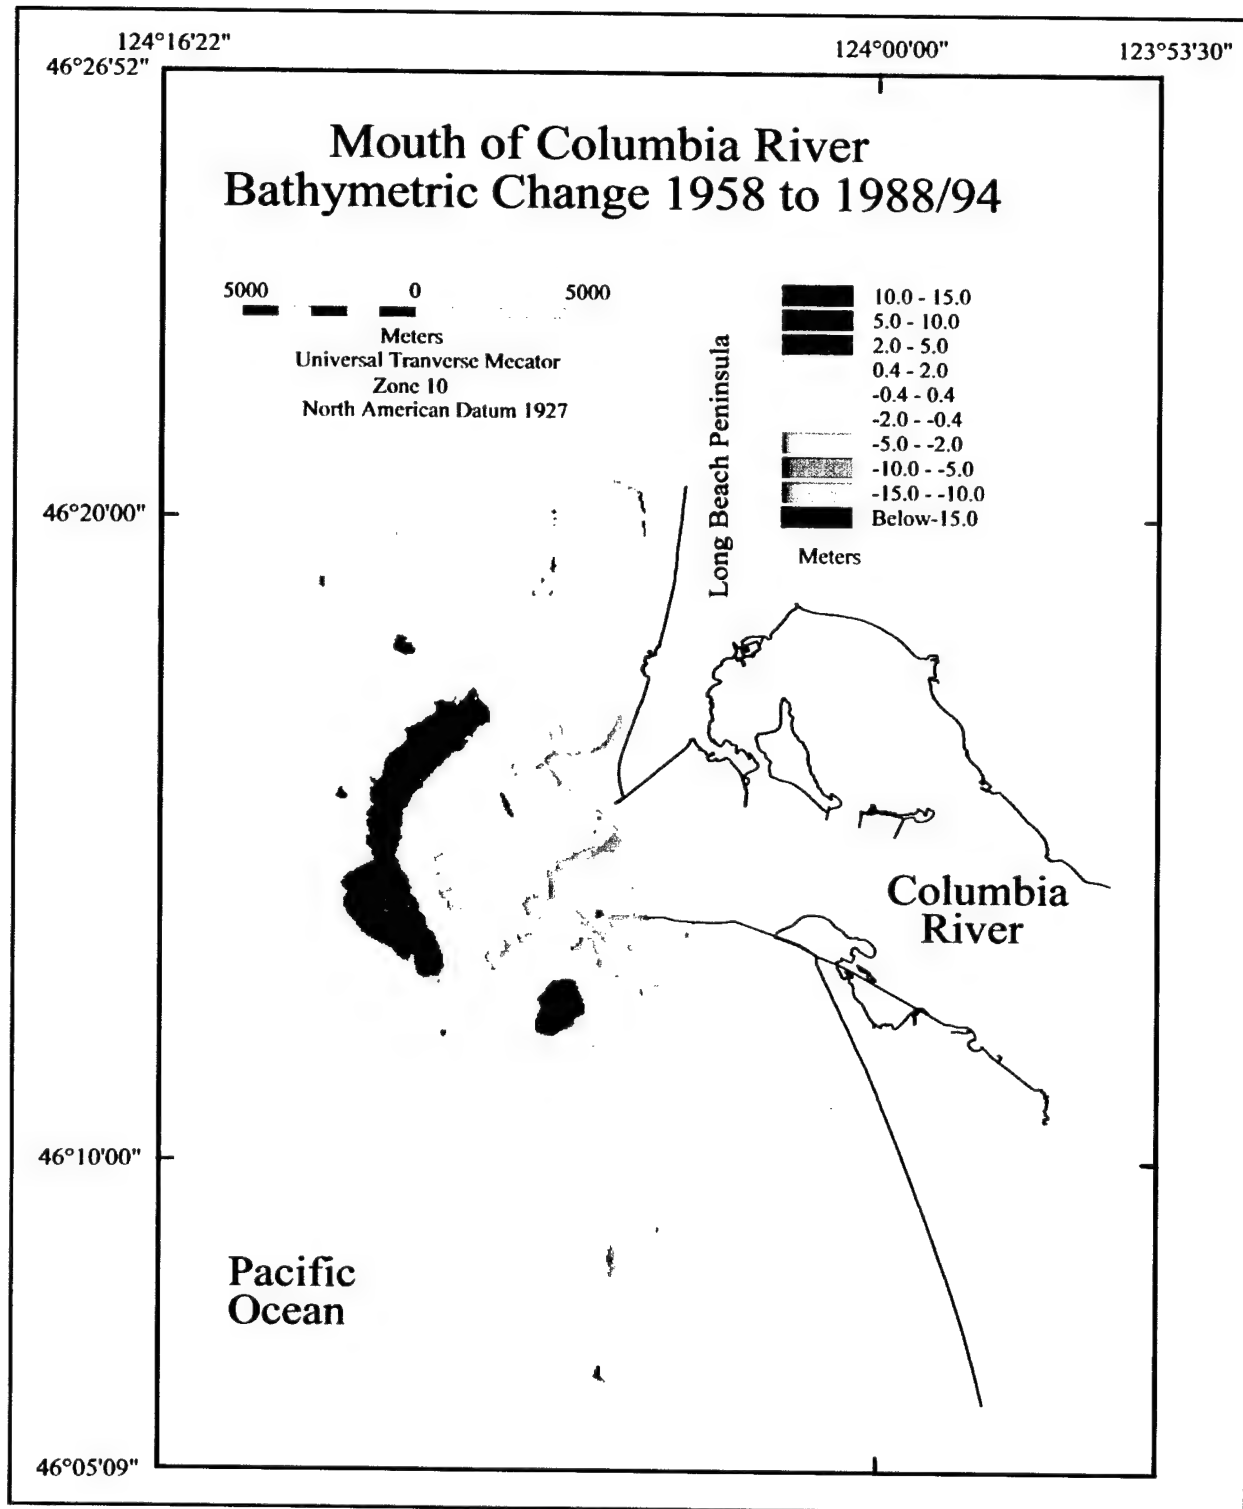 124°16'22"
124°00'00"
123°53'30"
46°26'52"
Mouth of Columbia River
Bathymetric Change 1958 to 1988/94
5000 0 5000
Meters
Universal Tranverse Mecator
Zone 10
North American Datum 1927
10.0 - 15.0
5.0 - 10.0
2.0 - 5.0
0.4 - 2.0
-0.4 - 0.4
-2.0 - -0.4
-5.0 - -2.0
-10.0 - -5.0
-15.0 - -10.0
Below-15.0
Meters
Long Beach Peninsula
46°20'00"
Columbia
River
46°10'00"
Pacific
Ocean
46°05'09"